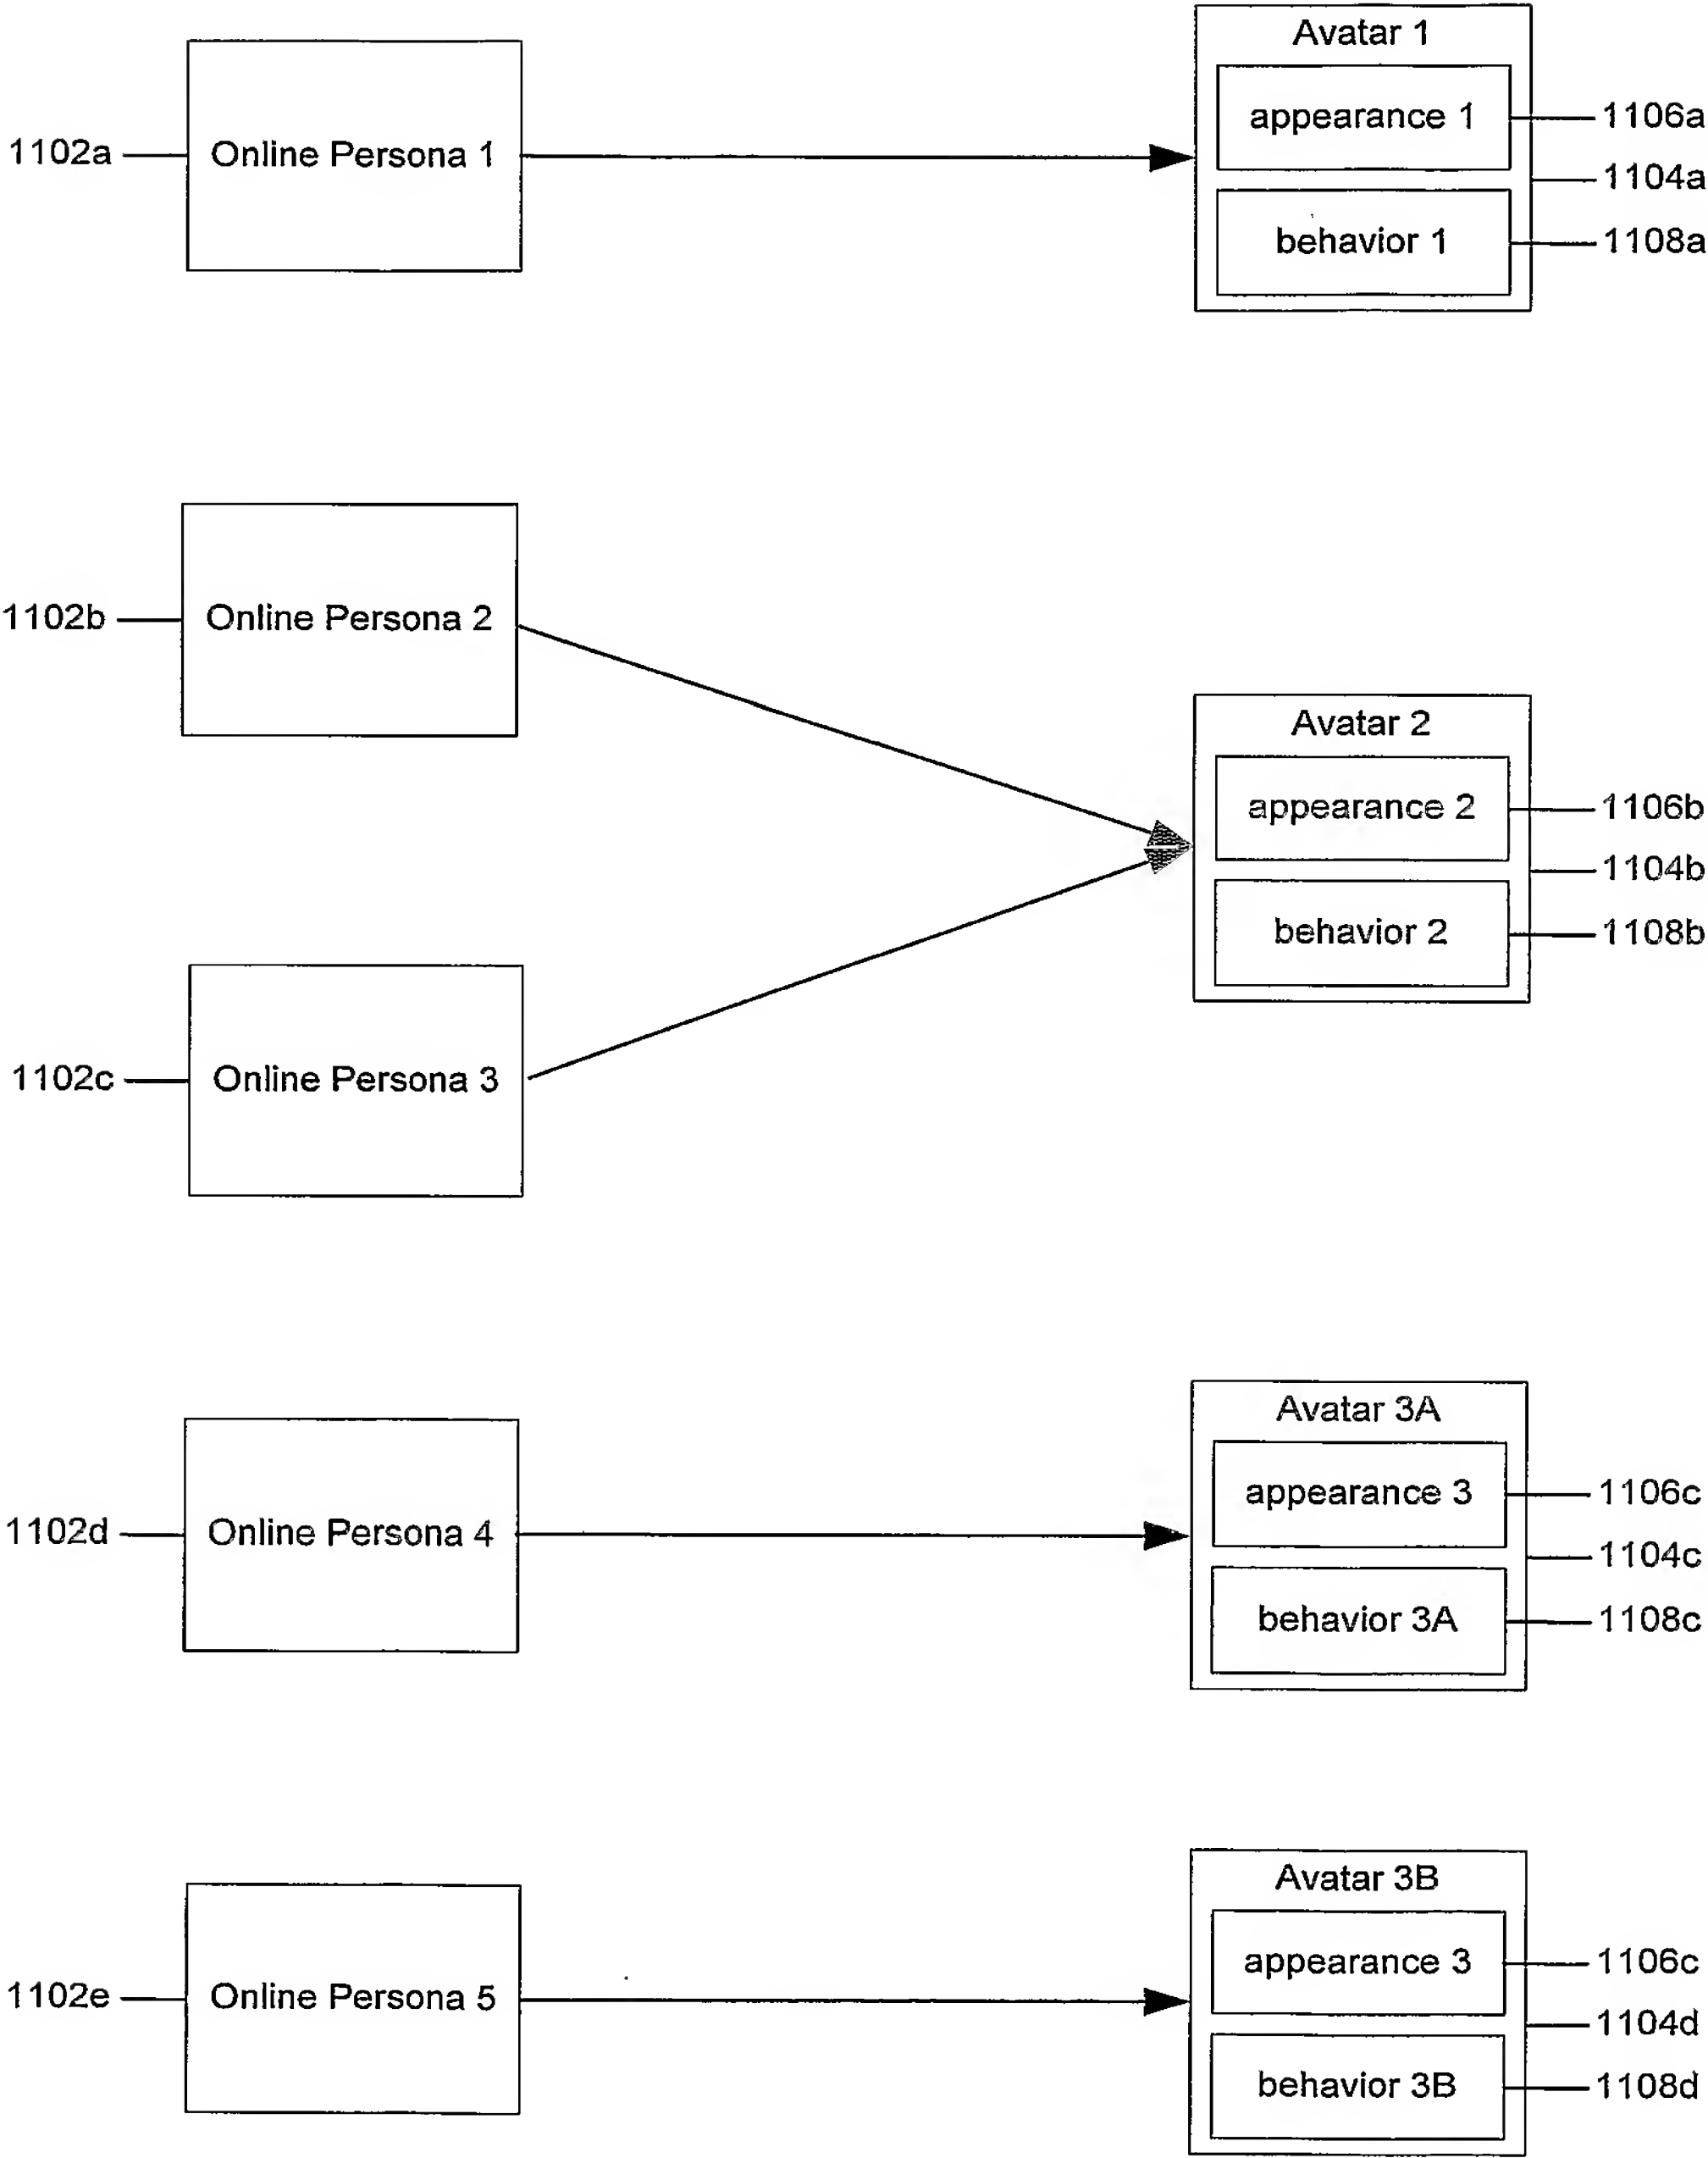 Avatar 1
appearance 1
1106a
1102a
Online Persona 1
1104a
behavior 1
1108a
1102b
Online Persona 2
Avatar 2
appearance 2
1106b
1104b
behavior 2
1108b
1102c
Online Persona 3
Avatar 3A
appearance 3
1106c
1102d
Online Persona 4
1104c
behavior 3A
1108c
Avatar 3B
appearance 3
1106c
1102e
Online Persona 5
1104d
behavior 3B
1108d